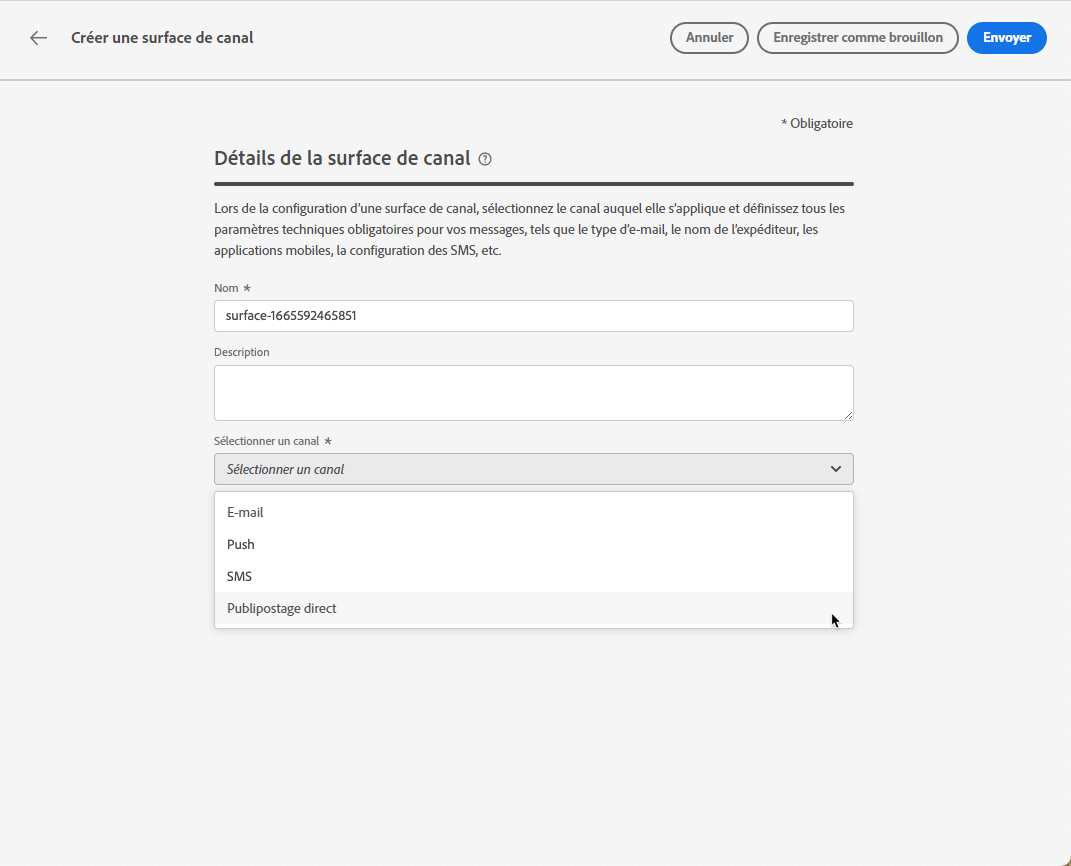 Créer une surface de canal
Annuler
Enregistrer comme brouillon
Envoyer
* Obligatoire
Détails de la surface de canal
Lors de la configuration d’une surface de canal, sélectionnez le canal auquel elle s’applique et définissez tous les
paramètres techniques obligatoires pour vos messages, tels que le type d’e-mail, le nom de l’expéditeur, les
applications mobiles, la configuration des SMS, etc.
Nom *
surface-1665592465851
Description
Sélectionner un canal *
Sélectionner un canal
E-mail
Push
SMS
Publipostage direct